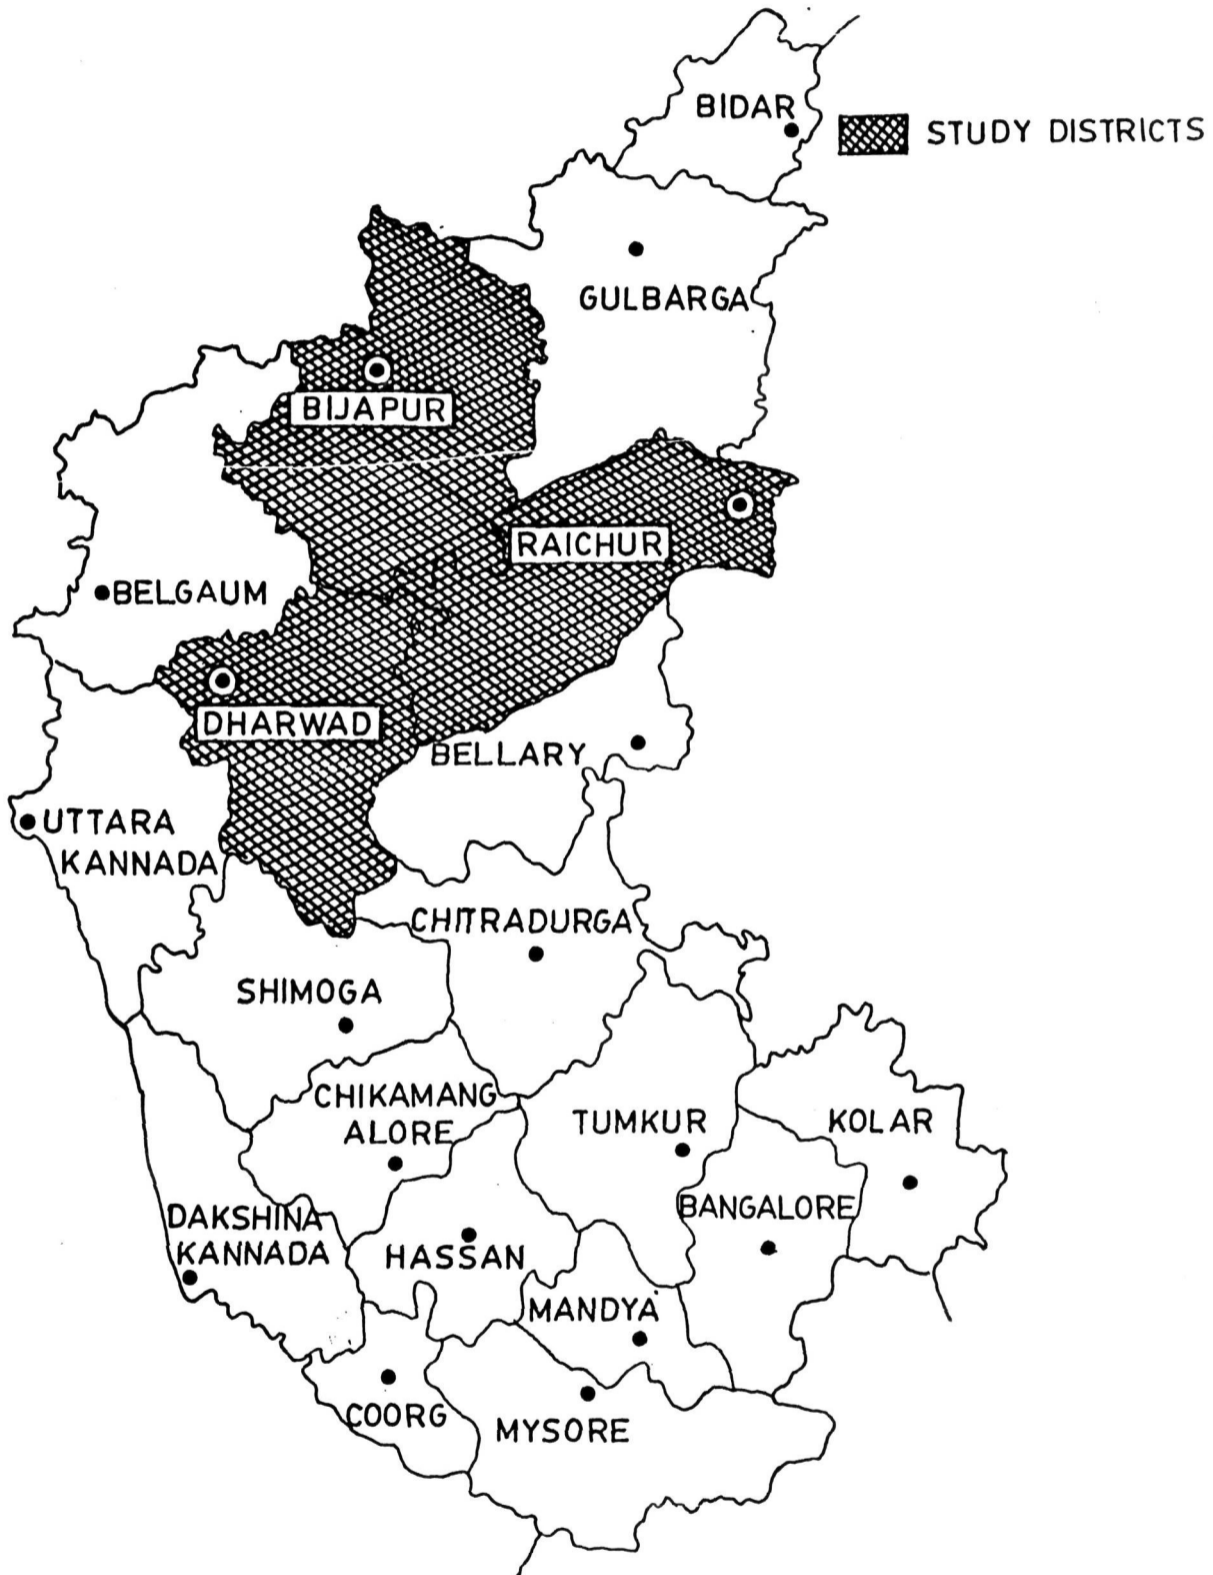 BIDAR
STUDY DISTRICTS
GULBARGA
BIJAPUR
RAICHUR
BELGAUM
DHARWAD
BELLARY
UTTARA
KANNADA
CHITRADURGA
SHIMOGA
CHIKAMANG
ALORE
TUMKUR
KOLAR
BANGALORE
DAKSHINA
KANNADA
HASSAN
MANDYA
COORG
MYSORE